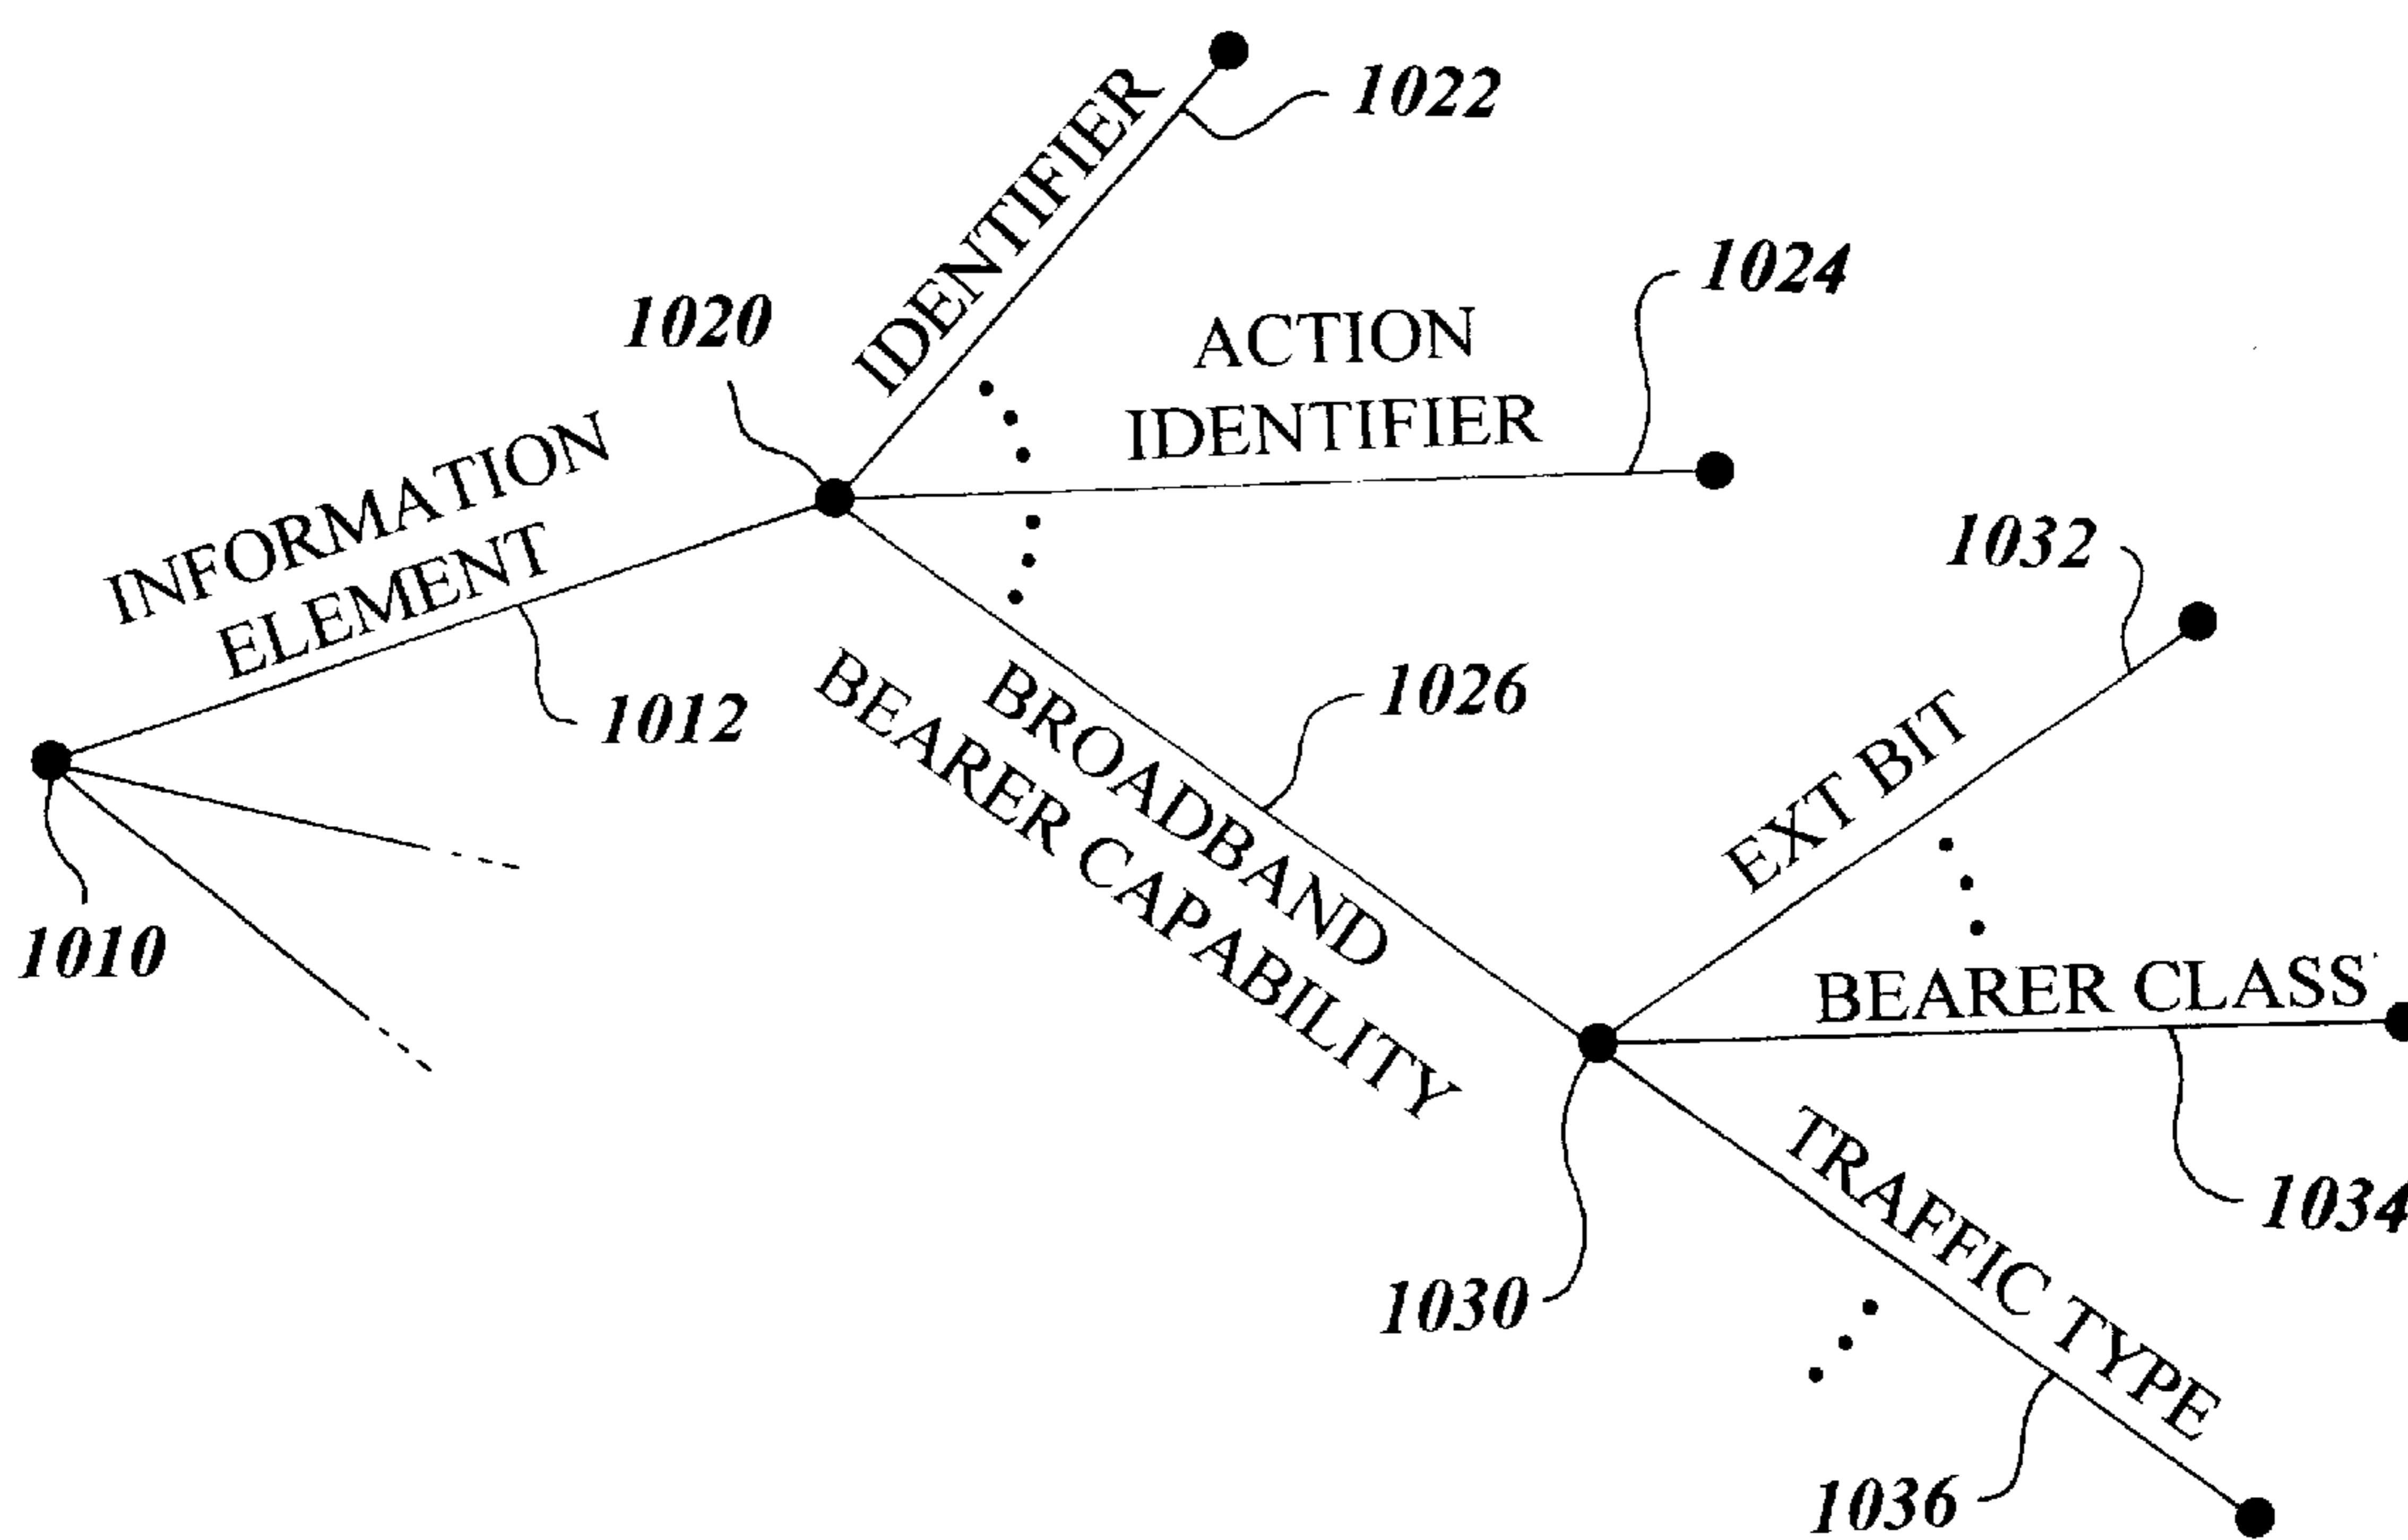 1022
IDENTIFIER
1024
1020
ACTION
IDENTIFIER
INFORMATION
ELEMENT
1032
1012
1026
BROADBAND
BEARER CAPABILITY
EXT BIT
1010
BEARER CLASS
1034
TRAFFIC TYPE
1030
1036